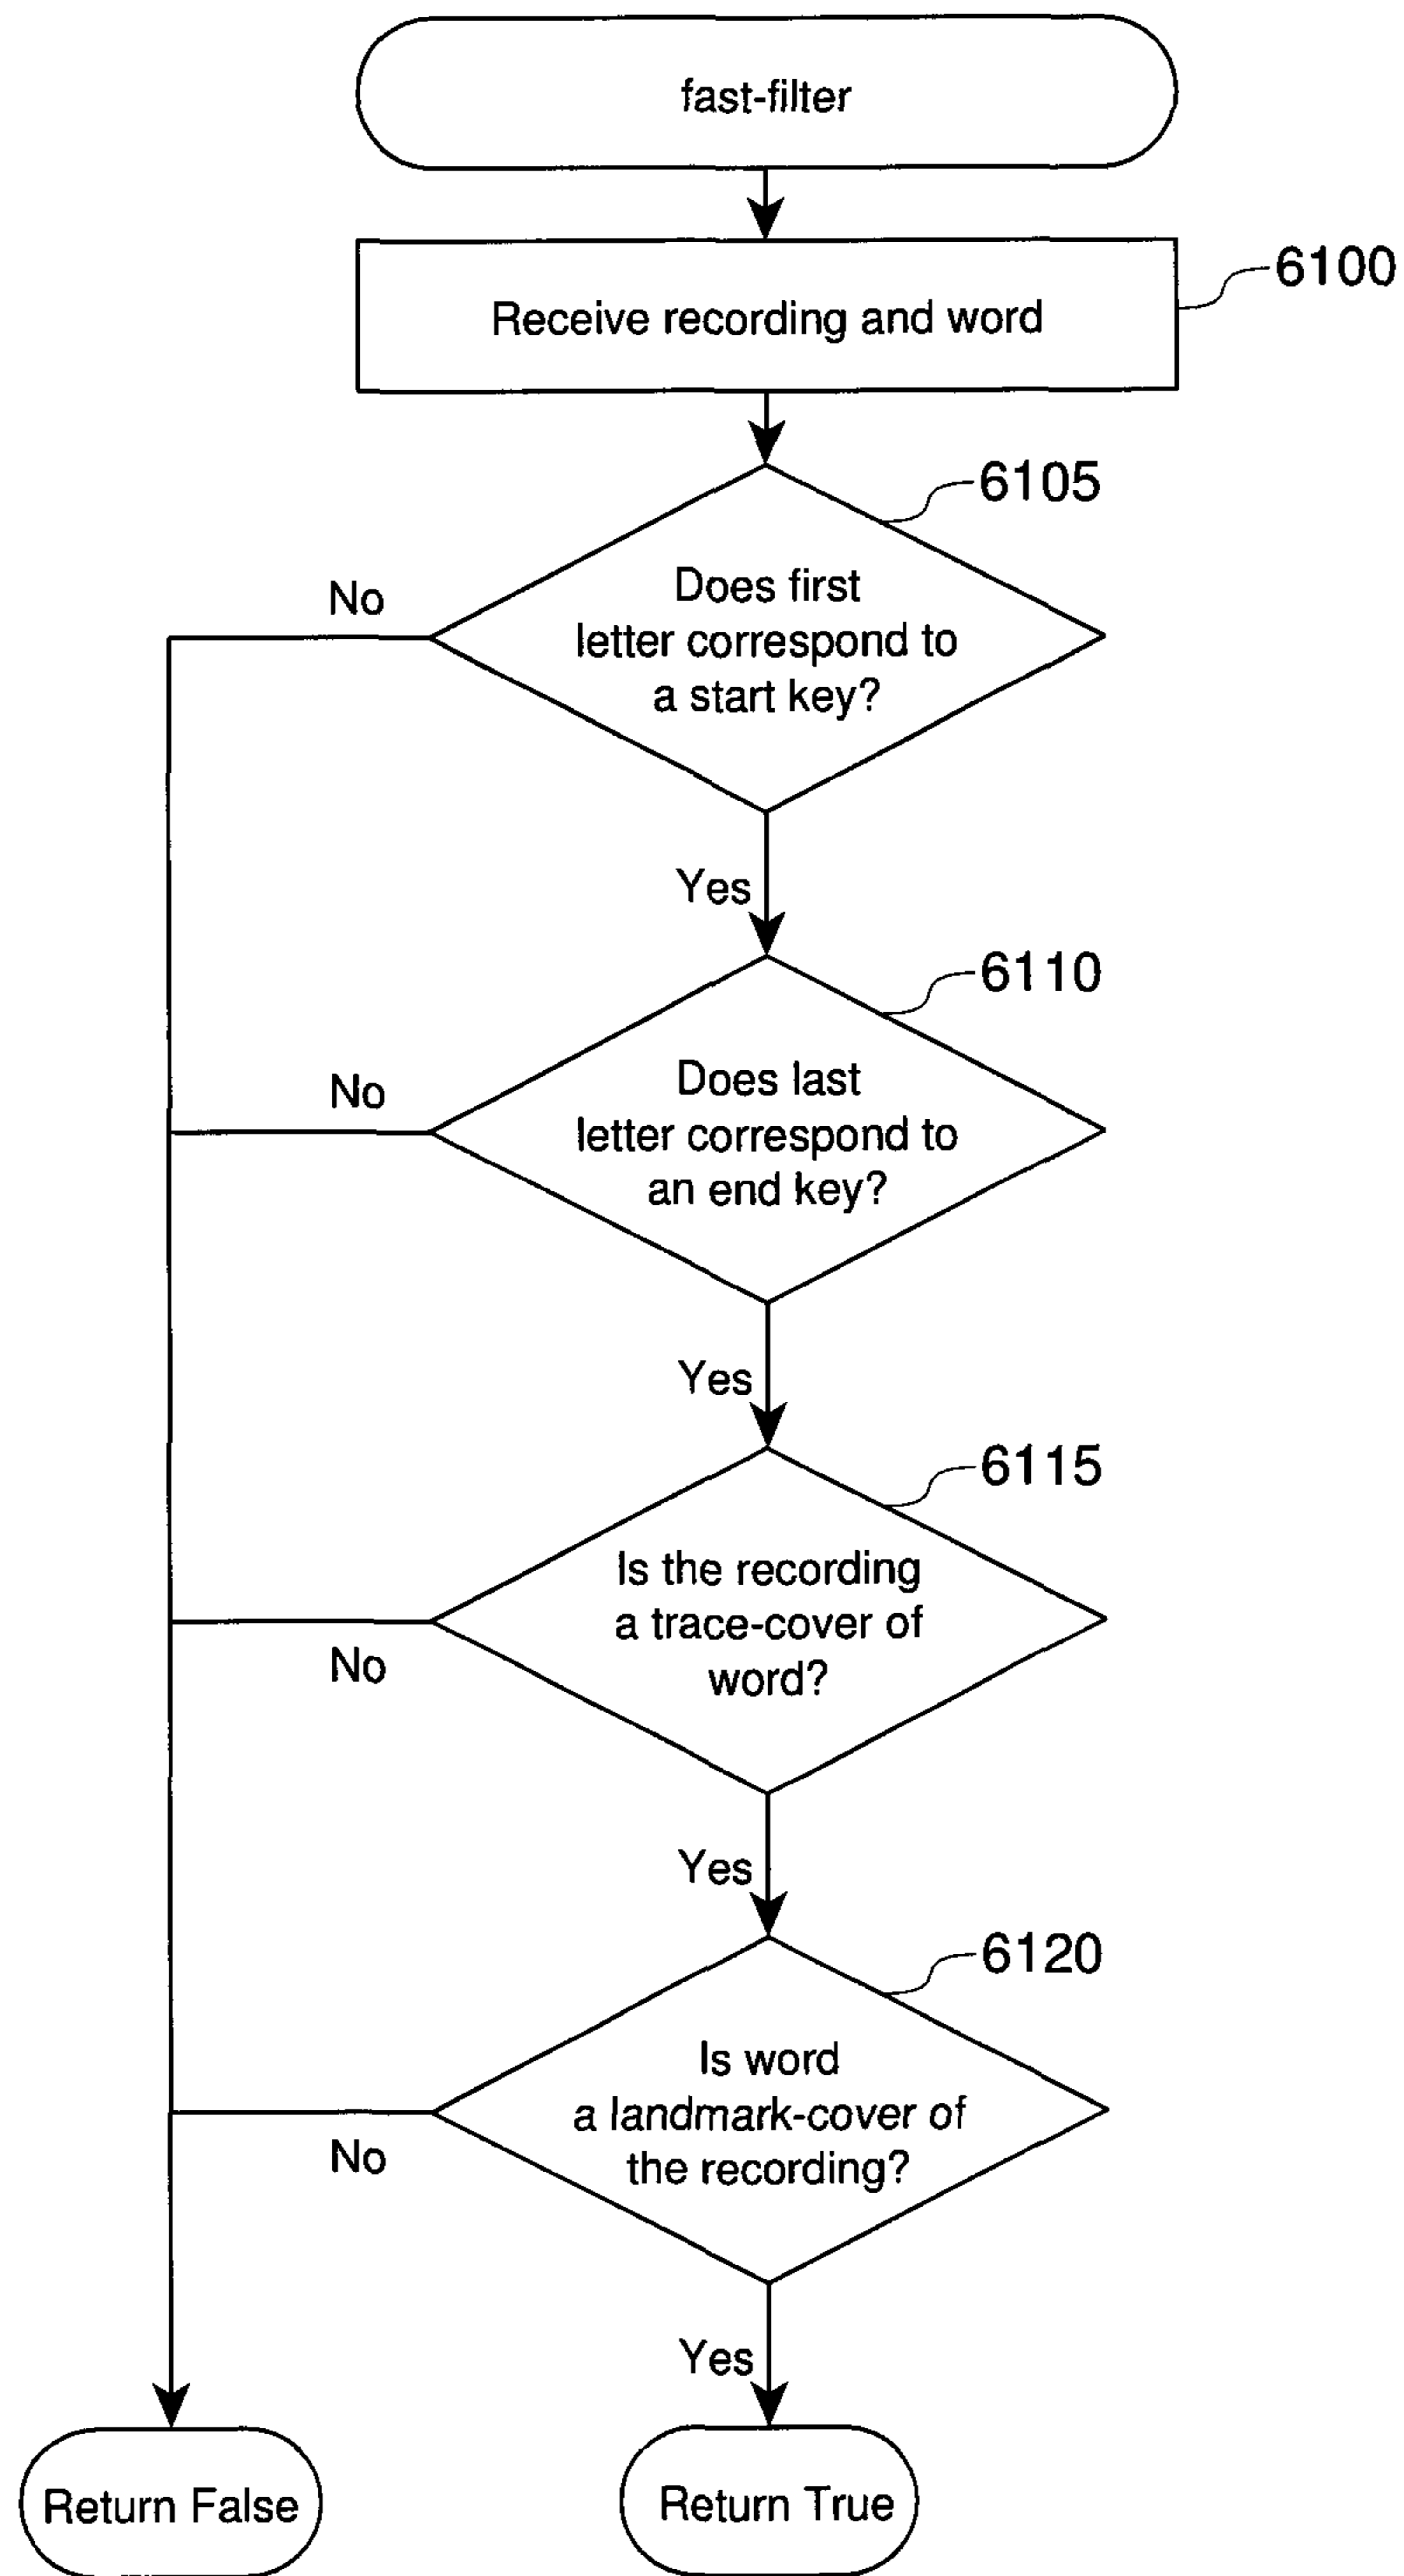 fast-filter
Receive recording and word
6100
6105
Does first
letter correspond to
a start key?
No
Yes
6110
Does last
letter correspond to
an end key?
No
Yes
6115
Is the recording
a trace-cover of
word?
No
Yes
6120
Is word
a landmark-cover of
the recording?
No
Yes
Return False
Return True